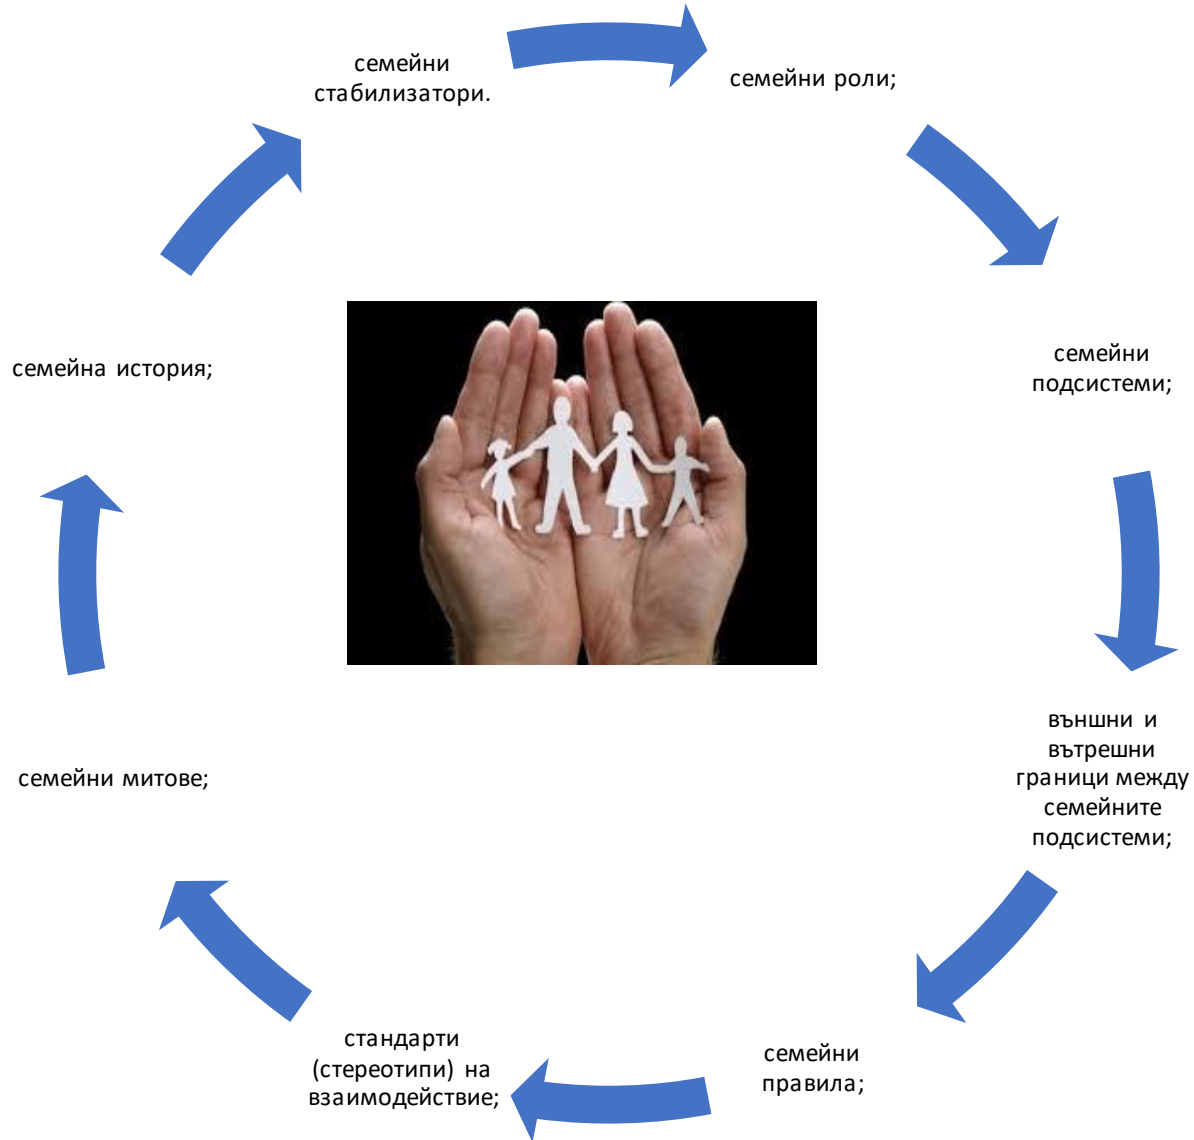 семейни
стабилизатори.
семейни роли;
семейни
подсистеми;
външни и
вътрешни
граници между
семейните
подсистеми;
семейни
правила;
стандарти
(стереотипи) на
взаимодействие;
семейни митове;
семейна история;